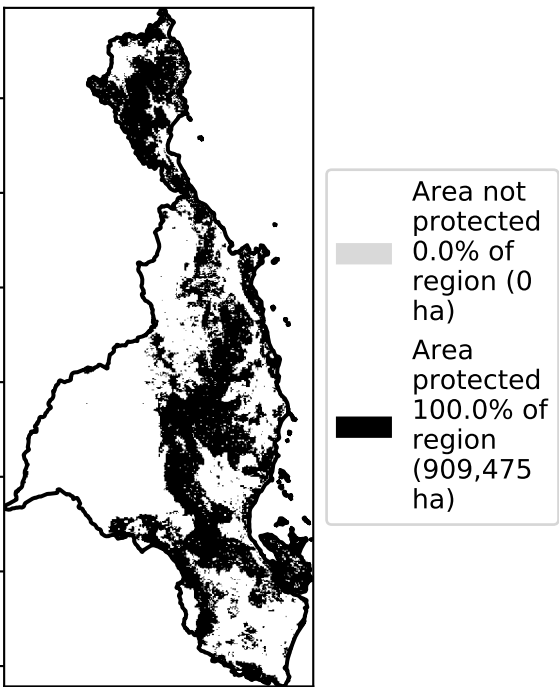 Area not
protected
0.0% of
region (0
ha)
Area
protected
100.0% of
region
(909,475
ha)